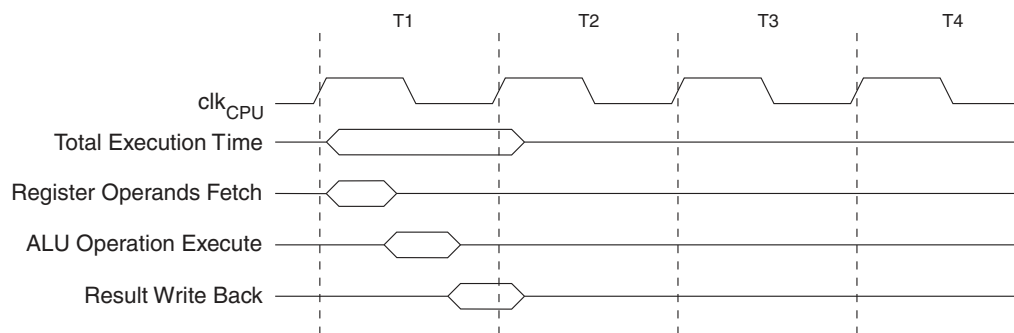 T1 T2 T3 T4
clkCPU
Total Execution Time
Register Operands Fetch
ALU Operation Execute
Result Write Back